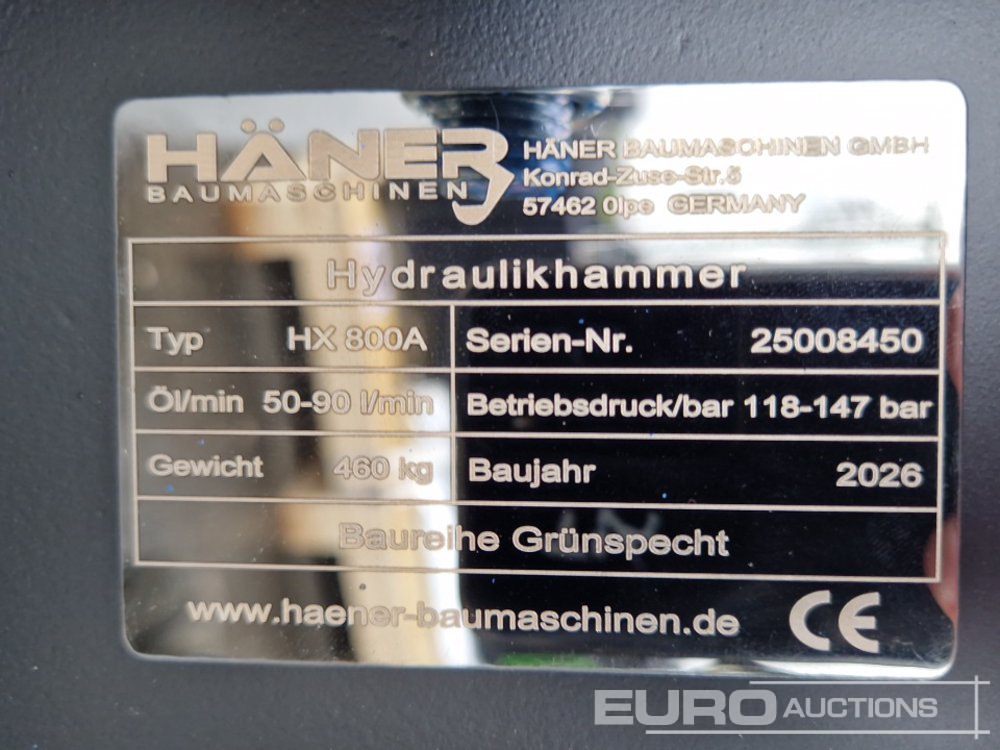 HÄNER
BAUMASCHINEN
HÄNER BAUMASCHINEN GMBH
Konrad-Zuse-Str.5
57462 Olpe GERMANY
Hydraulikhammer
Typ HX 800A Serien-Nr. 25008450
Öl/min 50-90 l/min Betriebsdruck/bar 118-147 bar
Gewicht 460 kg Baujahr 2026
Baureihe Grünspecht
www.haener-baumaschinen.de CE
EURO AUCTIONS